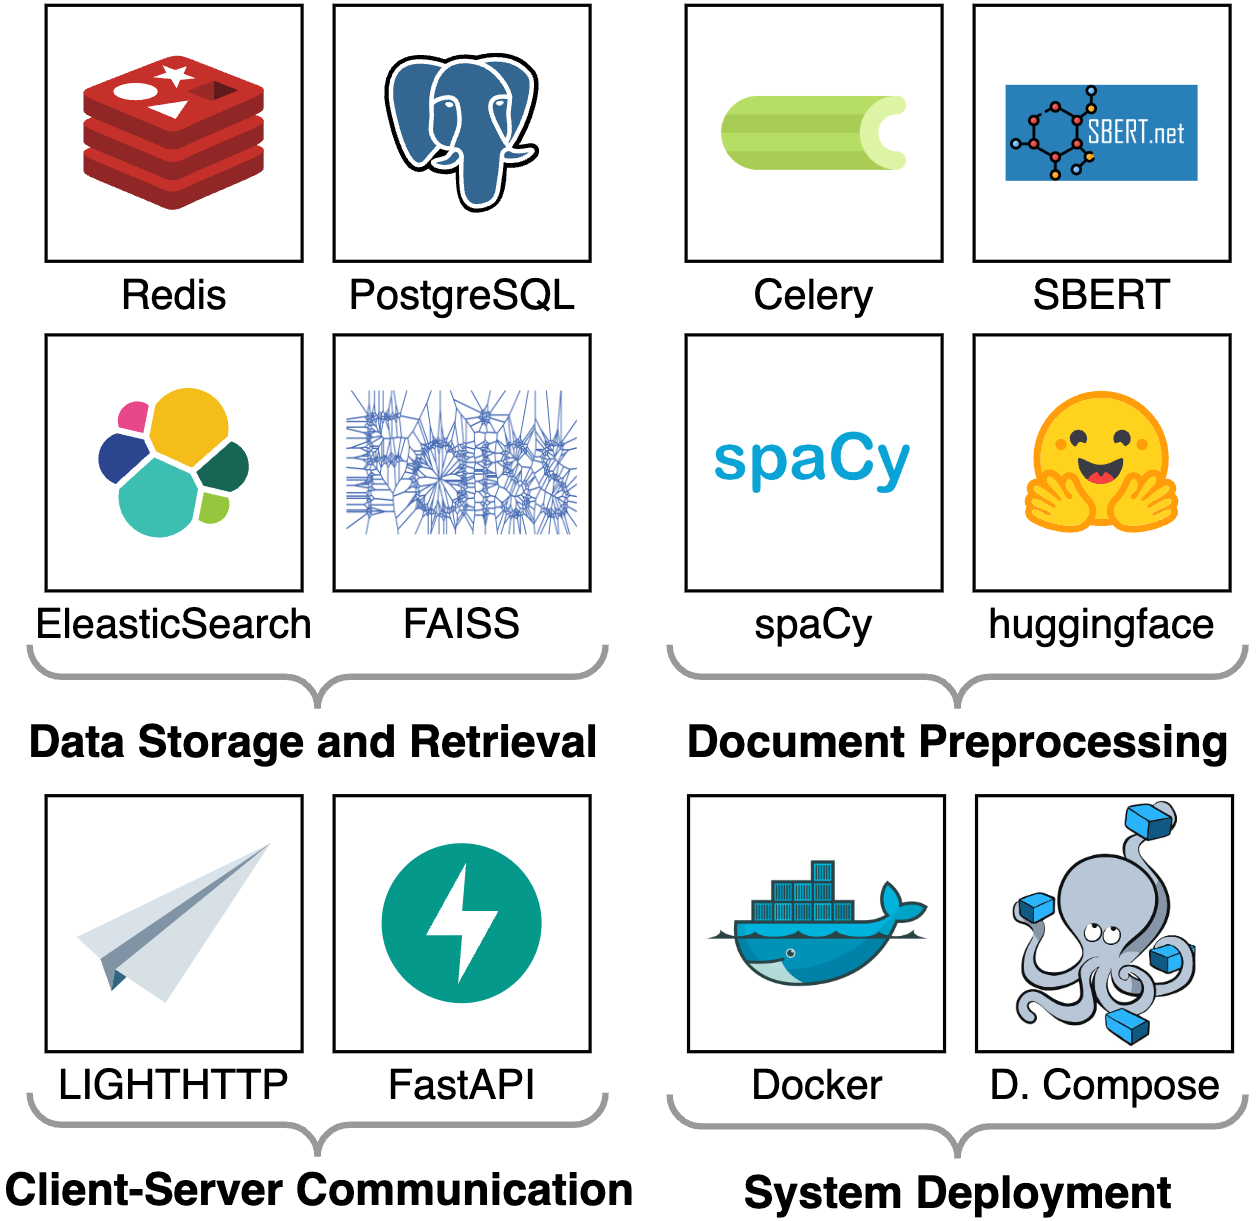 SBERT.net
Redis
PostgreSQL
Celery
SBERT
FAISS
spaCy
EleasticSearch
FAISS
spaCy
huggingface
Data Storage and Retrieval
Document Preprocessing
LIGHTHTTP
FastAPI
Docker
D. Compose
Client-Server Communication
System Deployment